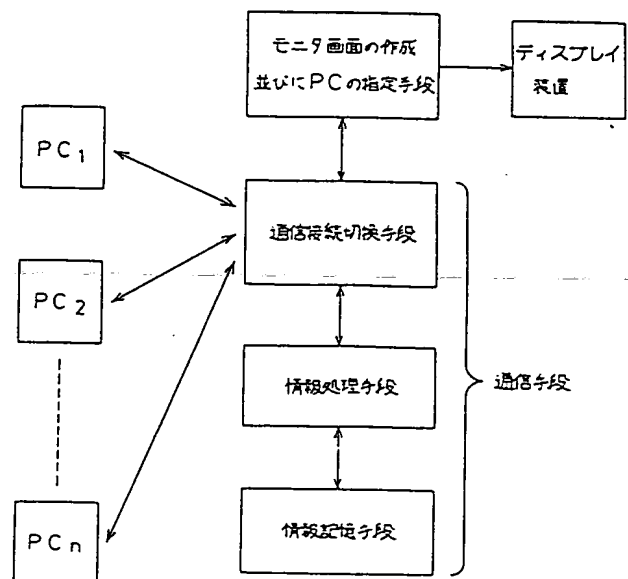 モニタ画面の作成
並びにPCの指定手段
ディスプレイ
装置
PC1
通信接続切換手段
PC2
情報処理手段
通信手段
情報記憶手段
PCn